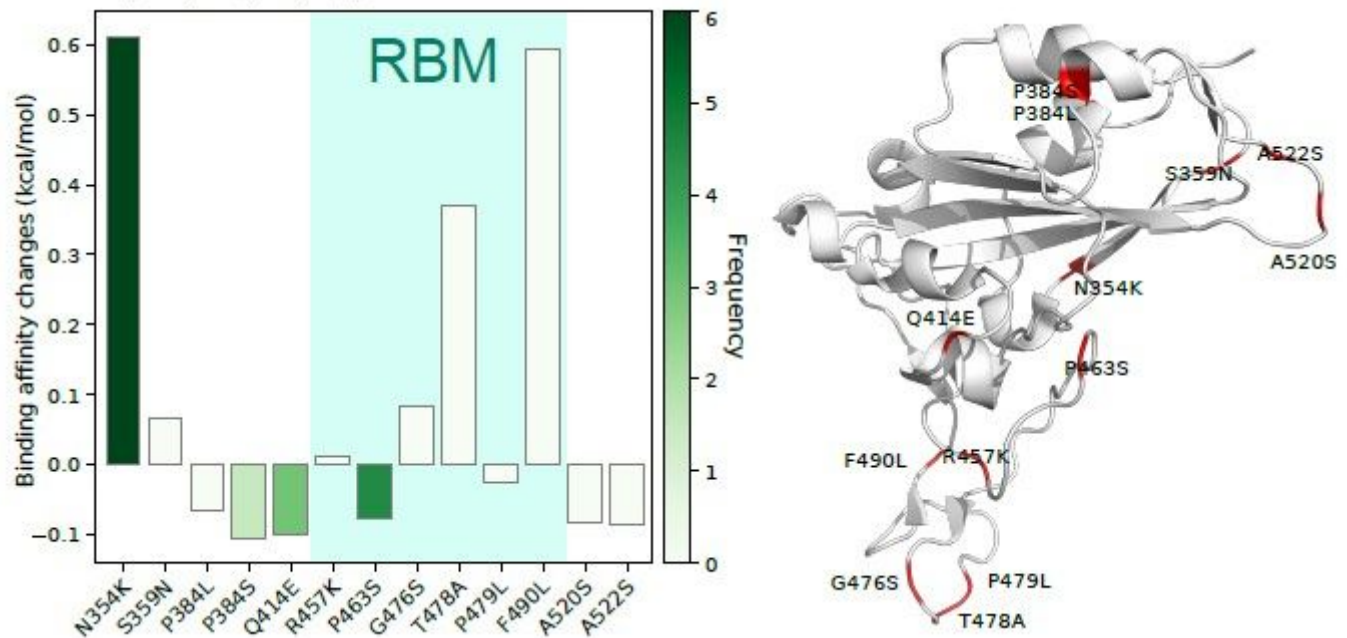 Binding affinity changes (kcal/mol)
0.6
0.5
0.4
0.3
0.2
0.1
0.0
−0.1
RBM
N354K
S359N
P384L
P384S
Q414E
R457K
P463S
G476S
T478A
P479L
F490L
A520S
A522S
6
5
4
3
2
1
0
Frequency
P384S
P384L
A522S
S359N
A520S
N354K
Q414E
P463S
F490L
R457K
G476S
P479L
T478A